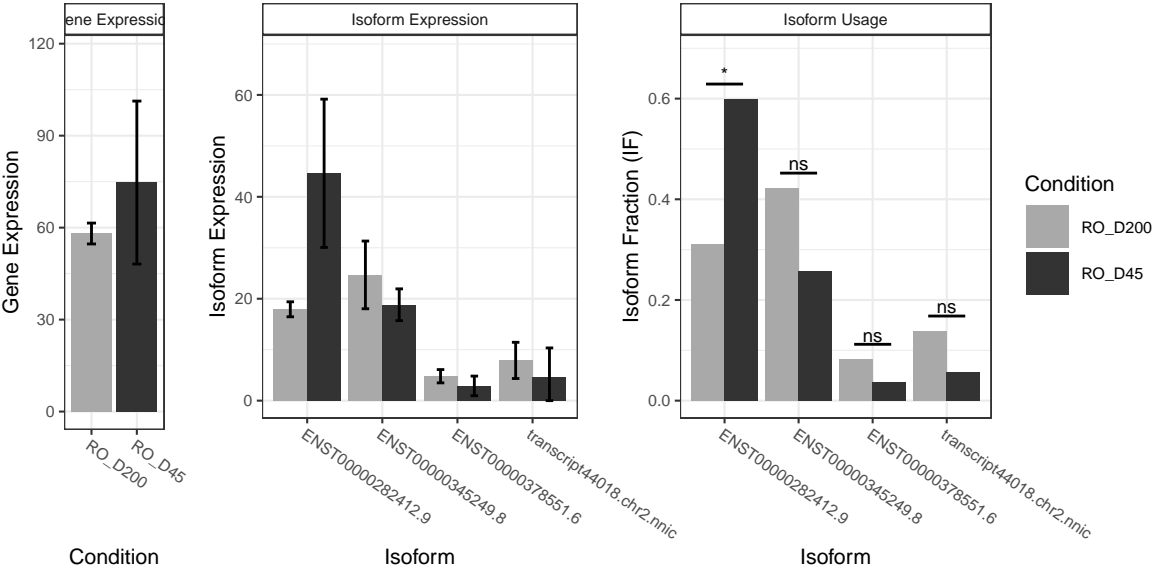 ene Expressio
120
90
60
30
0
Gene Expression
RO_D200
RO_D45
Condition
Isoform Expression
60
40
20
0
Isoform Expression
ENST00000282412.9
ENST00000345249.8
ENST00000378551.6
transcript44018.chr2.nnic
Isoform
Isoform Usage
0.6
0.4
0.2
0.0
Isoform Fraction (IF)
*
ns
ns
ns
ENST00000282412.9
ENST00000345249.8
ENST00000378551.6
transcript44018.chr2.nnic
Isoform
Condition
RO_D200
RO_D45